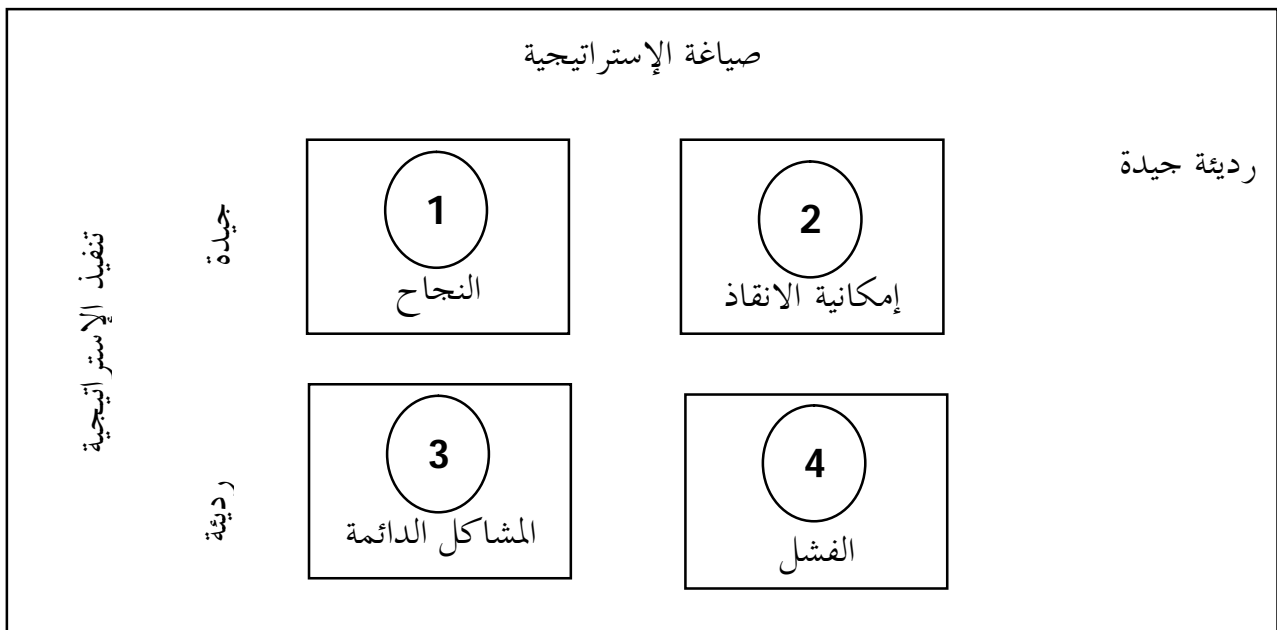 صياغة الإستراتيجية
رديئة جيدة
تنفيذ الإستراتيجية
جيدة
1
النجاح
2
إمكانية الانقاذ
رديئة
3
المشاكل الدائمة
4
الفشل